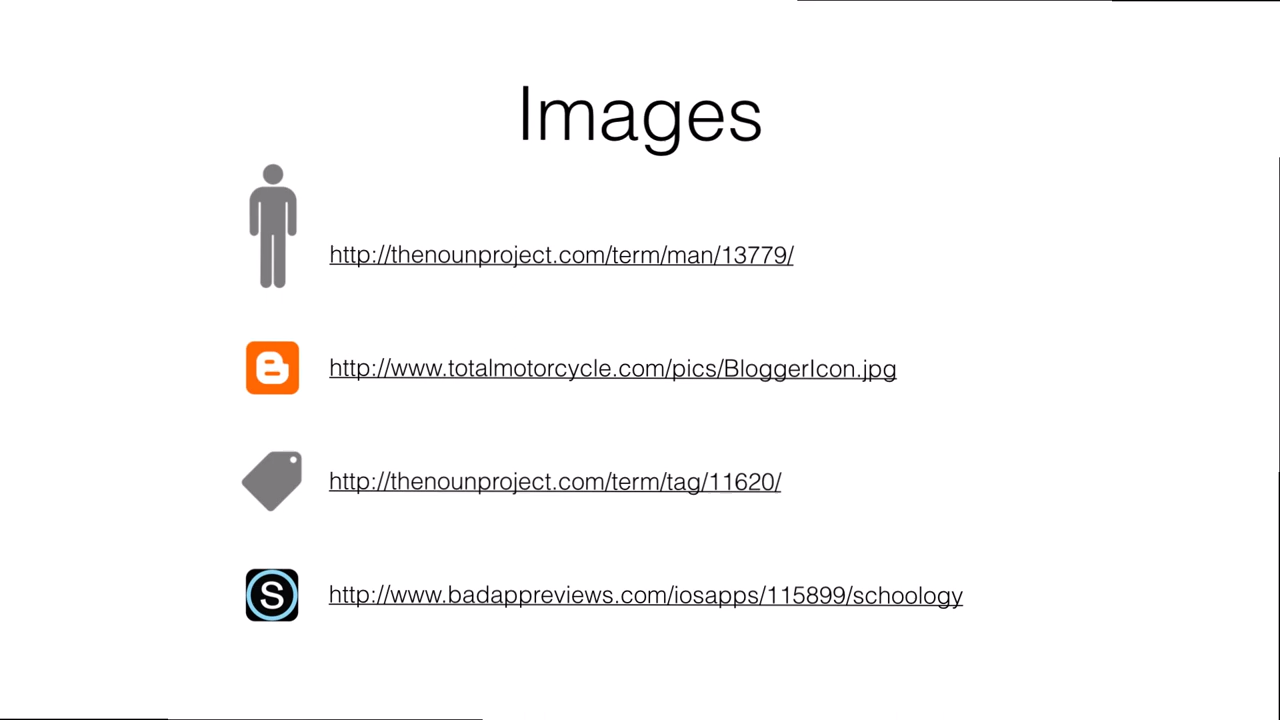 Images
http://thenounproject.com/term/man/13779/
http://www.totalmotorcycle.com/pics/BloggerIcon.jpg
http://thenounproject.com/term/tag/11620/
S
http://www.badappreviews.com/iosapps/115899/schoology